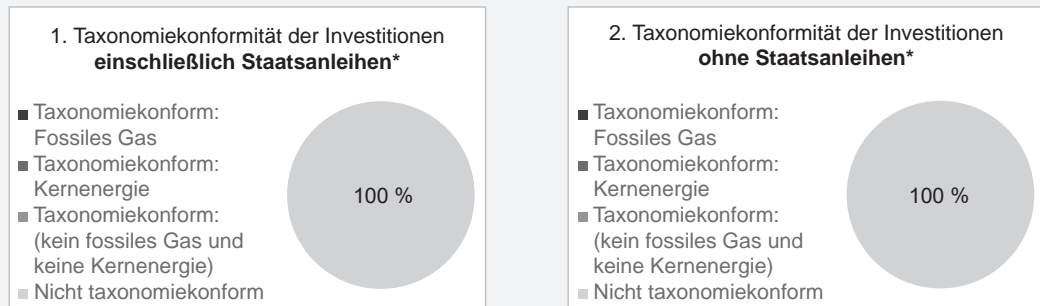 1. Taxonomiekonformität der Investitionen
einschließlich Staatsanleihen*
Taxonomiekonform:
Fossiles Gas
Taxonomiekonform:
Kernenergie
Taxonomiekonform:
(kein fossiles Gas und
keine Kernenergie)
Nicht taxonomiekonform
100 %
2. Taxonomiekonformität der Investitionen
ohne Staatsanleihen*
Taxonomiekonform:
Fossiles Gas
Taxonomiekonform:
Kernenergie
Taxonomiekonform:
(kein fossiles Gas und
keine Kernenergie)
Nicht taxonomiekonform
100 %